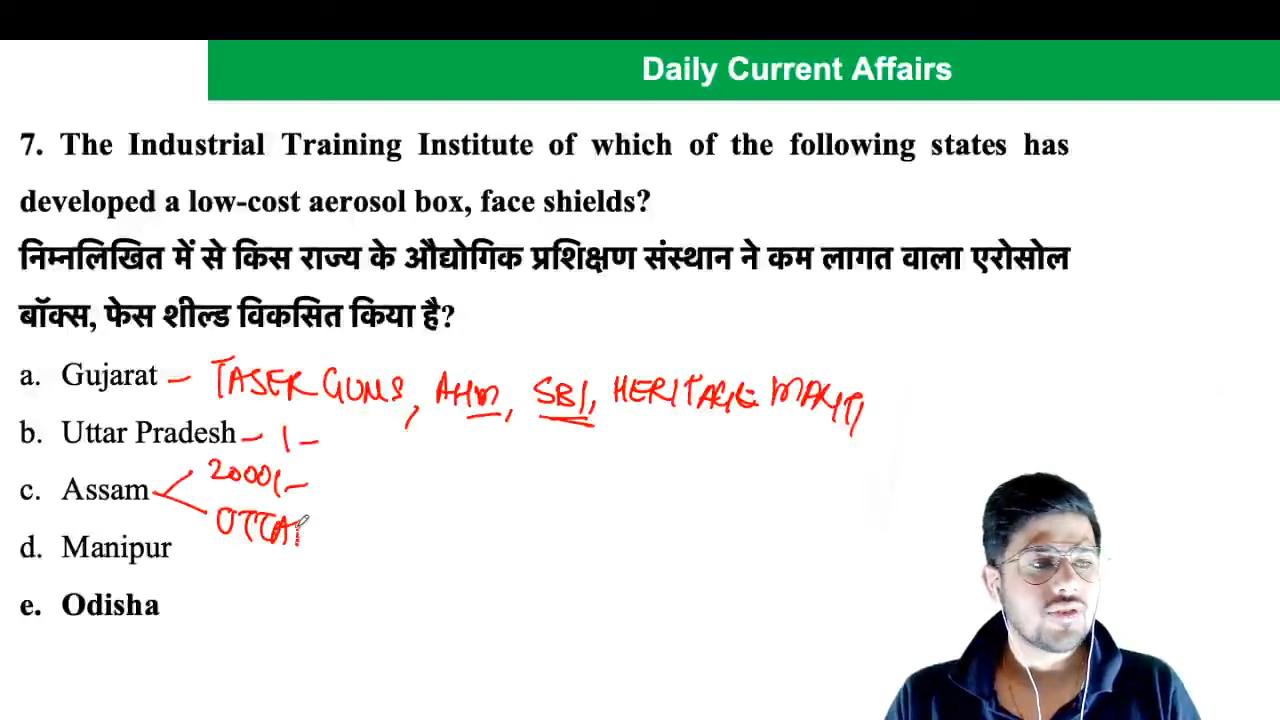 Daily Current Affairs
7. The Industrial Training Institute of which of the following states has
developed a low-cost aerosol box, face shields?
निम्नलिखित में से किस राज्य के औद्योगिक प्रशिक्षण संस्थान ने कम लागत वाला एरोसोल
बॉक्स, फेस शील्ड विकसित किया है?
a. Gujarat - TASER GUNS, AHM, SBI, HERITAGE
b. Uttar Pradesh - 1 -
c. Assam 2000/-
d. Manipur
e. Odisha